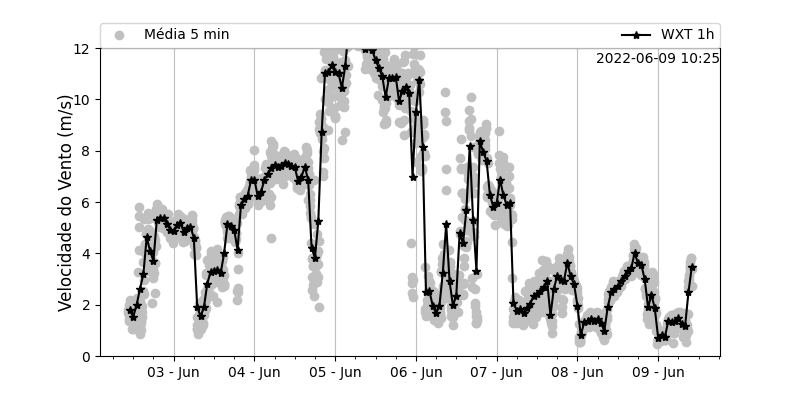 Média 5 min
WXT 1h
2022-06-09 10:25
Velocidade do Vento (m/s)
12
10
8
6
4
2
0
03 - Jun
04 - Jun
05 - Jun
06 - Jun
07 - Jun
08 - Jun
09 - Jun